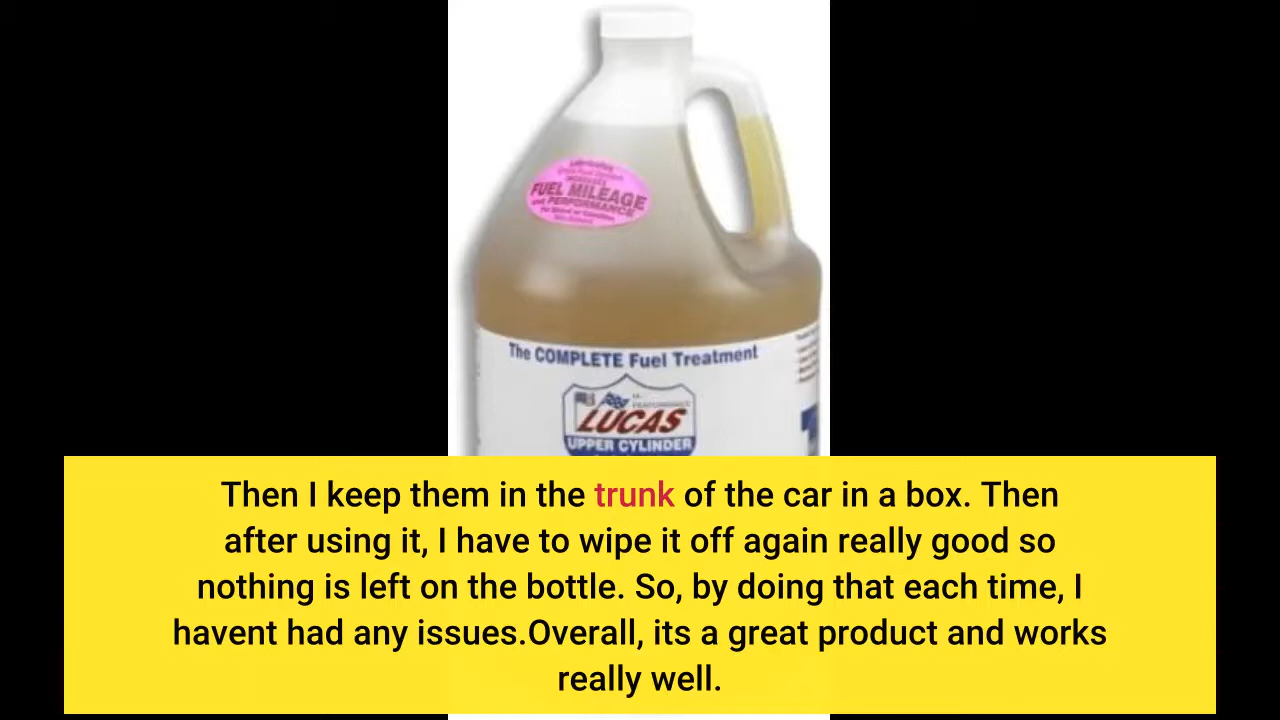 FUEL MILEAGE
and PERFORMANCE
The COMPLETE Fuel Treatment
LUCAS
UPPER CYLINDER
Then I keep them in the trunk of the car in a box. Then
after using it, I have to wipe it off again really good so
nothing is left on the bottle. So, by doing that each time, I
havent had any issues.Overall, its a great product and works
really well.